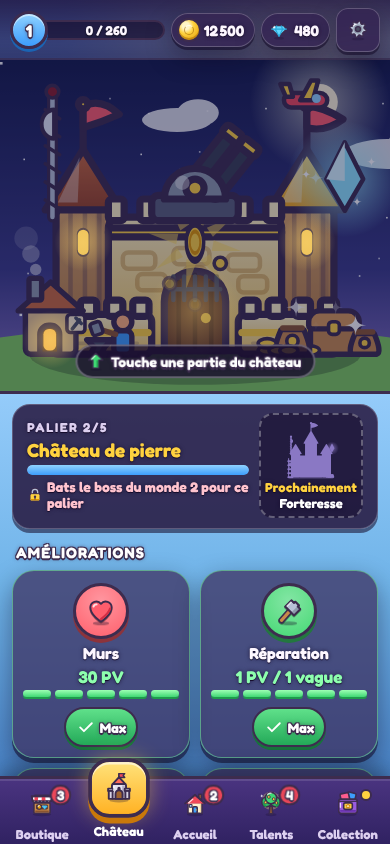 1
0 / 260
12 500
480
Touche une partie du château
PALIER 2/5
Château de pierre
Bats le boss du monde 2 pour ce
palier
Prochainement
Forteresse
AMÉLIORATIONS
Murs
30 PV
Max
Réparation
1 PV / 1 vague
Max
3
2
4
Boutique
Château
Accueil
Talents
Collection